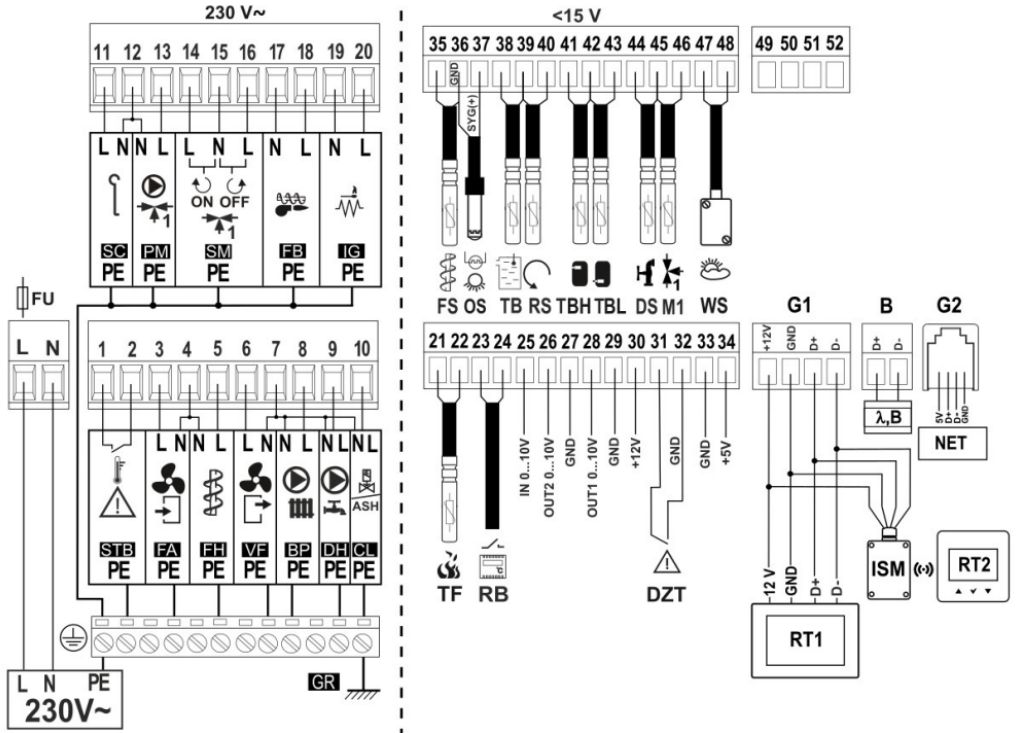 230 V~
<15 V
11 12 13 14 15 16 17 18 19 20
35 36 37 38 39 40 41 42 43 44 45 46 47 48
49 50 51 52
GND
SYG(+)
L N N L L N L N L N L
ON OFF
1
1
SC PM SM FB IG
PE PE PE PE PE
1
FS OS TB RS TBH TBL DS M1 WS
FU
L N
1 2 3 4 5 6 7 8 9 10
21 22 23 24 25 26 27 28 29 30 31 32 33 34
G1 B G2
+12V GND D+ D-
D+ D-
5V D+ D- GND
λ,B
NET
L N N L L N N L N L N L
ASH
STB FA FH VF BP DH CL
PE PE PE PE PE PE PE
IN 0...10V
OUT2 0...10V
GND
OUT1 0...10V
GND
+12V
GND
GND
+5V
°C
TF RB DZT
12 V GND D+ D-
ISM
RT2
RT1
L N PE
230V~
GR